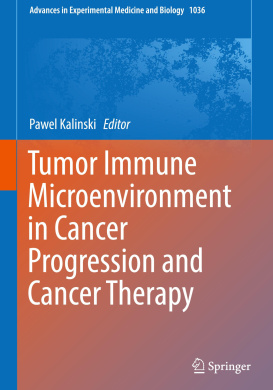 Advances in Experimental Medicine and Biology 1036
Pawel Kalinski Editor
Tumor Immune
Microenvironment
in Cancer
Progression and
Cancer Therapy
Springer